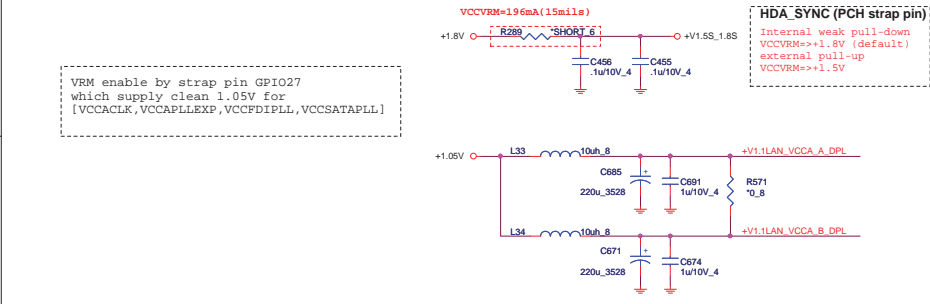 VCCVRM=196mA(15mils)
+1.8V
R289
*SHORT_6
+V1.5S_1.8S
C456
.1u/10V_4
C455
.1u/10V_4
HDA_SYNC (PCH strap pin)
Internal weak pull-down
VCCVRM=>+1.8V (default)
external pull-up
VCCVRM=>+1.5V
VRM enable by strap pin GPIO27
which supply clean 1.05V for
[VCCACLK,VCCAPLLEXP,VCCFDIPLL,VCCSATAPLL]
+1.05V
L33
10uh_8
+V1.1LAN_VCCA_A_DPL
C685
220u_3528
+
C691
1u/10V_4
R571
*0_8
L34
10uh_8
+V1.1LAN_VCCA_B_DPL
C671
220u_3528
+
C674
1u/10V_4